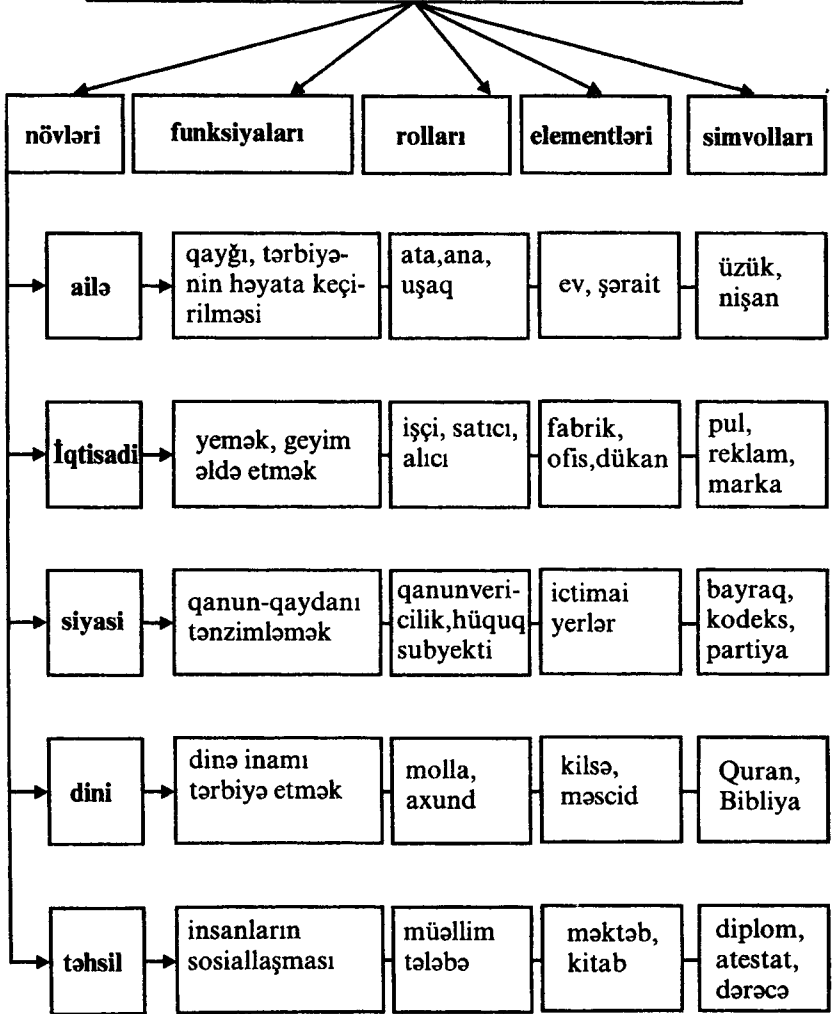 növləri
funksiyaları
rolları
elementləri
simvolları
ailə
qayğı, tərbiyə-
nin həyata keçi-
rilməsi
ata,ana,
uşaq
ev, şərait
üzük,
nişan
İqtisadi
yemək, geyim
əldə etmək
işçi, satıcı,
alıcı
fabrik,
ofis,dükan
pul,
reklam,
marka
siyasi
qanun-qaydanı
tənzimləmək
qanunveri-
cilik,hüquq
subyekti
ictimai
yerlər
bayraq,
kodeks,
partiya
dini
dinə inamı
tərbiyə etmək
molla,
axund
kilsə,
məscid
Quran,
Bibliya
təhsil
insanların
sosiallaşması
müəllim
tələbə
məktəb,
kitab
diplom,
atestat,
dərəcə